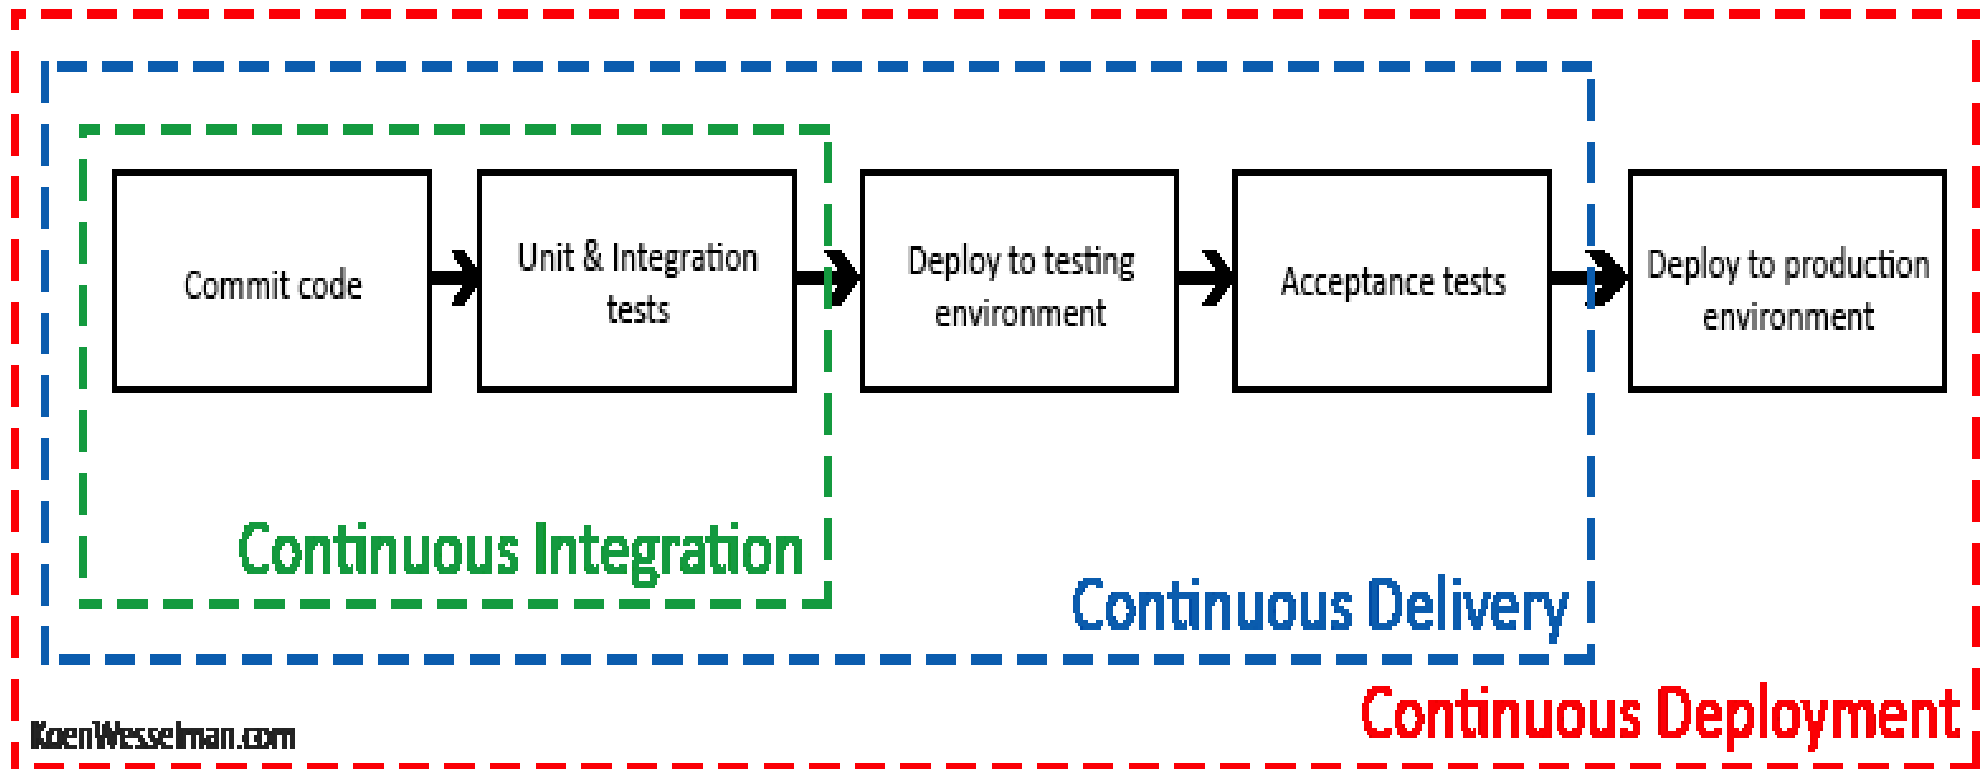 Commit code
Unit & Integration
tests
Deploy to testing
environment
Acceptance tests
Deploy to production
environment
Continuous Integration
Continuous Delivery
Continuous Deployment
KoenWesselman.com